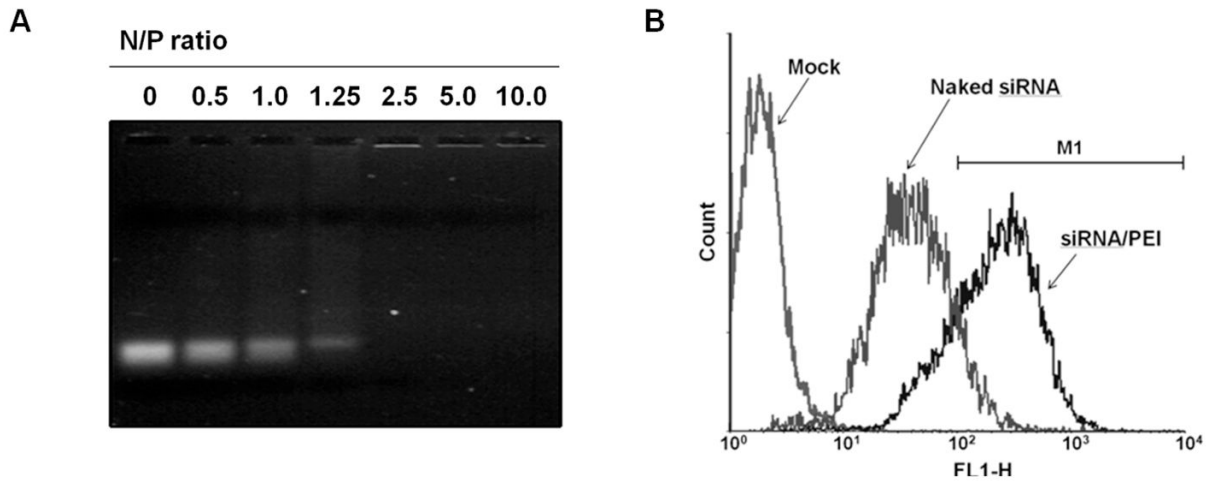 A
N/P ratio
0 0.5 1.0 1.25 2.5 5.0 10.0
B
Mock
Naked siRNA
M1
siRNA/PEI
Count
10⁰ 10¹ 10² 10³ 10⁴
FL1-H